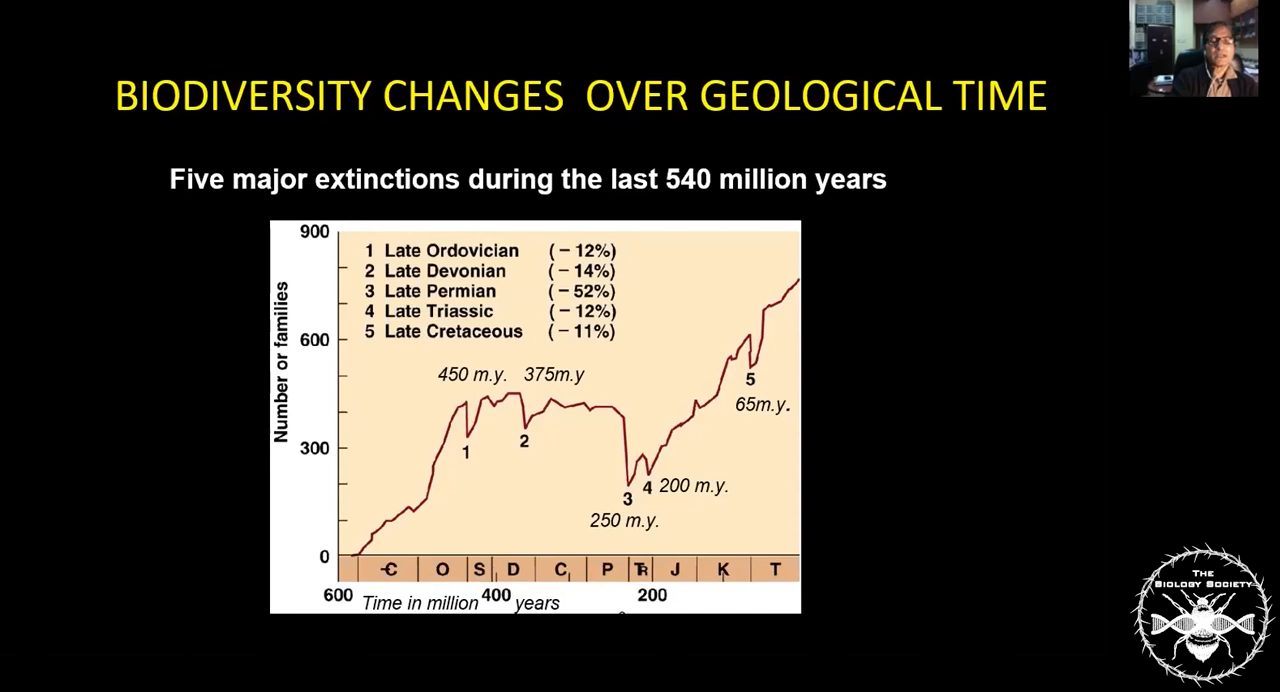 BIODIVERSITY CHANGES OVER GEOLOGICAL TIME
Five major extinctions during the last 540 million years
900
600
300
0
Number or families
1 Late Ordovician (– 12%)
2 Late Devonian (– 14%)
3 Late Permian (– 52%)
4 Late Triassic (– 12%)
5 Late Cretaceous (– 11%)
450 m.y. 375m.y
1
2
3
250 m.y.
4 200 m.y.
5
65m.y.
Ꞓ O S D C P TR J K T
600 400 200
Time in million years
THE
BIOLOGY SOCIETY